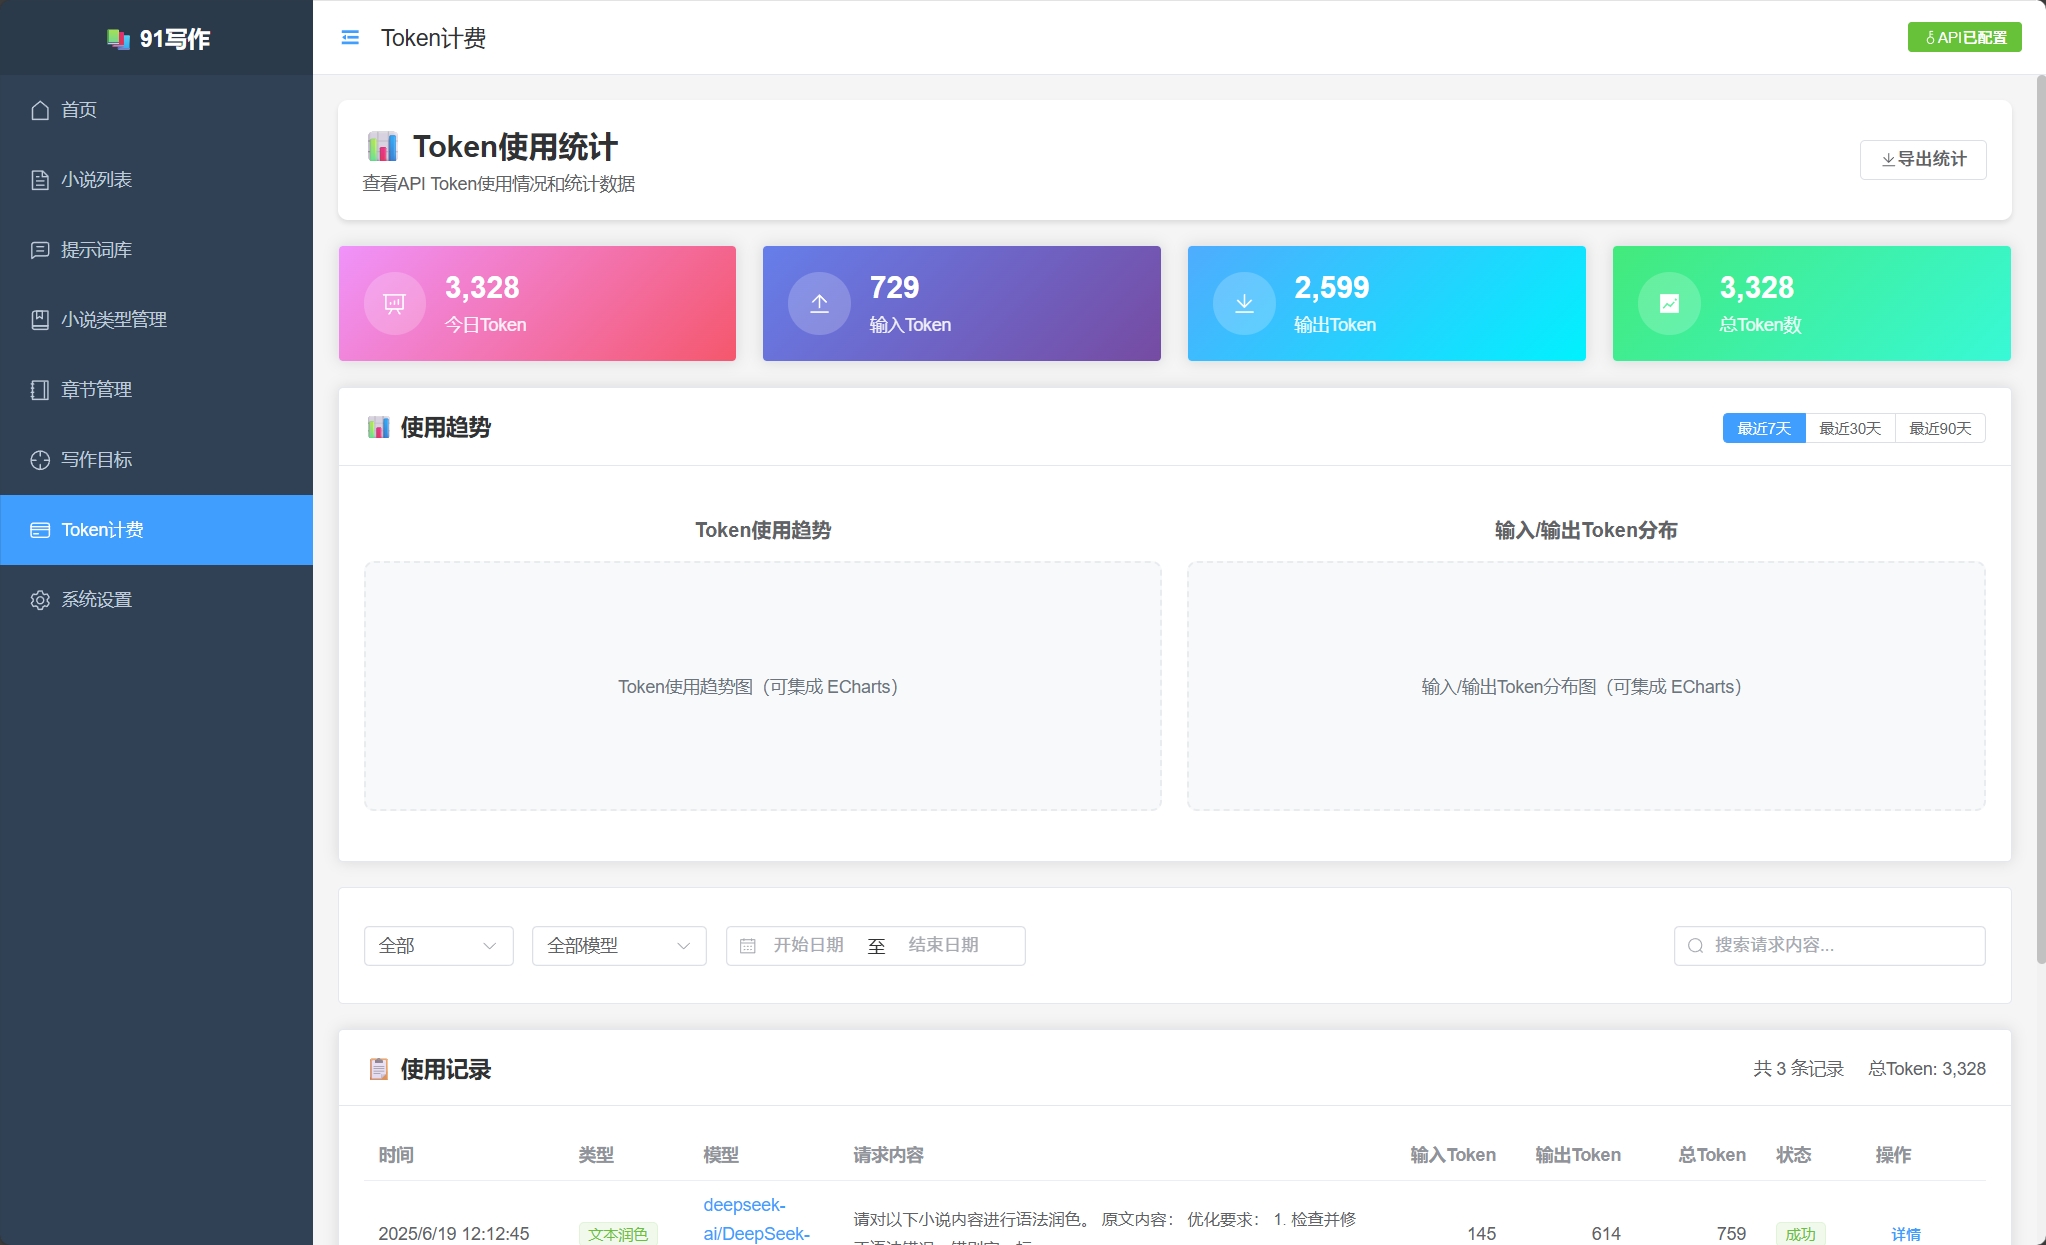 91写作
Token计费
API已配置
首页
小说列表
提示词库
小说类型管理
章节管理
写作目标
Token计费
系统设置
Token使用统计
查看API Token使用情况和统计数据
导出统计
3,328
今日Token
729
输入Token
2,599
输出Token
3,328
总Token数
使用趋势
最近7天 最近30天 最近90天
Token使用趋势
Token使用趋势图（可集成 ECharts）
输入/输出Token分布
输入/输出Token分布图（可集成 ECharts）
全部 全部模型 开始日期 至 结束日期 搜索请求内容...
使用记录 共 3 条记录 总Token: 3,328
时间 类型 模型 请求内容 输入Token 输出Token 总Token 状态 操作
2025/6/19 12:12:45 文本润色 deepseek-
ai/DeepSeek- 请对以下小说内容进行语法润色。 原文内容： 优化要求： 1. 检查并修 145 614 759 成功 详情